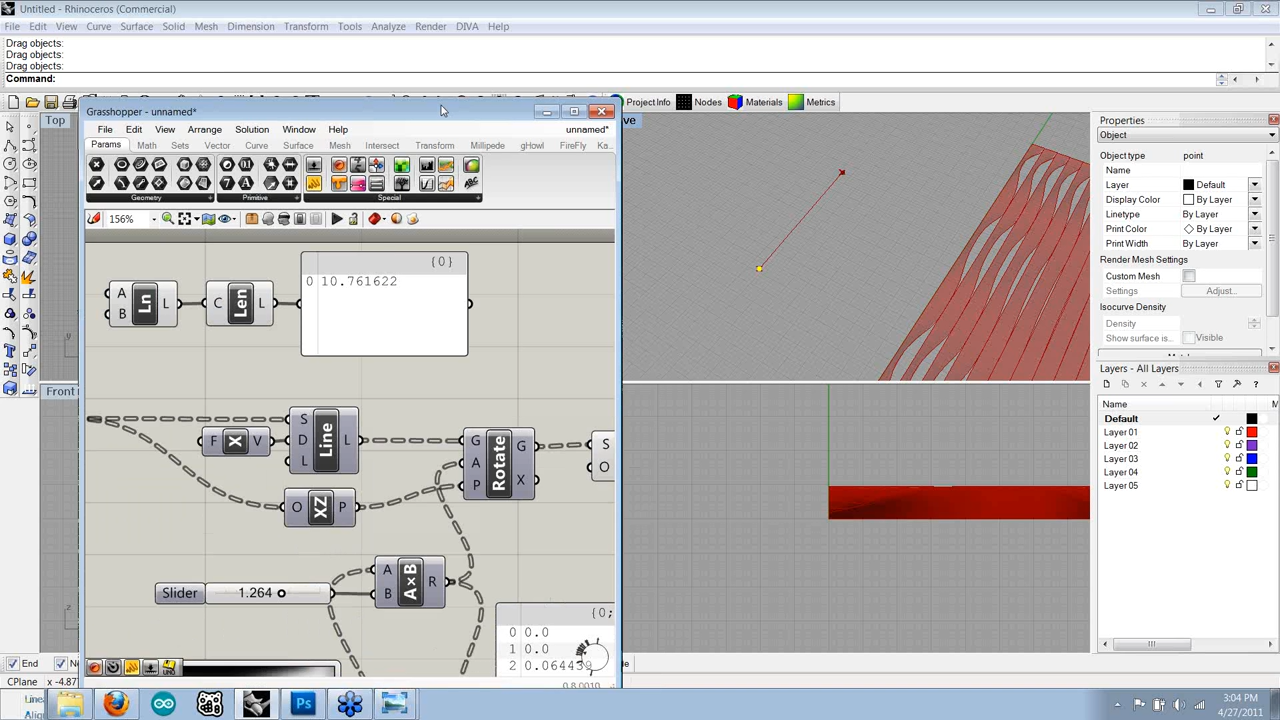 Untitled - Rhinoceros (Commercial)
File Edit View Curve Surface Solid Mesh Dimension Transform Tools Analyze Render DIVA Help
Drag objects:
Drag objects:
Drag objects:
Command:
Project Info Nodes Materials Metrics
Top
Grasshopper - unnamed*
File Edit View Arrange Solution Window Help unnamed*
Params Math Sets Vector Curve Surface Mesh Intersect Transform Millipede gHowl FireFly Ka...
Geometry Primitive Special
156%
{0}
0 10.761622
A B Ln L
C Len L
S D L Line L
F X V
G A P Rotate G X
S O
O XZ P
Slider 1.264
A B A×B R
{0;
0 0.0
1 0.0
2 0.064439
0.8.0010
Front
Properties
Object
Object type point
Name
Layer Default
Display Color By Layer
Linetype By Layer
Print Color By Layer
Print Width By Layer
Render Mesh Settings
Custom Mesh
Settings Adjust...
Isocurve Density
Density
Show surface is... Visible
Layers - All Layers
Name M
Default
Layer 01
Layer 02
Layer 03
Layer 04
Layer 05
End
CPlane x -4.87
3:04 PM
4/27/2011